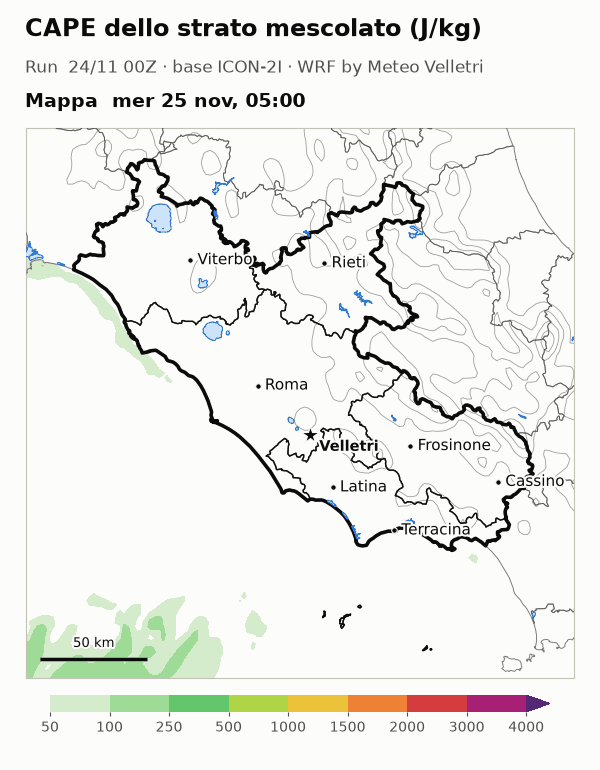 CAPE dello strato mescolato (J/kg)
Run  24/11 00Z · base ICON-2I · WRF by Meteo Velletri
Mappa  mer 25 nov, 05:00
Viterbo
Rieti
Roma
Velletri
Frosinone
Cassino
Latina
Terracina
50 km
50 100 250 500 1000 1500 2000 3000 4000